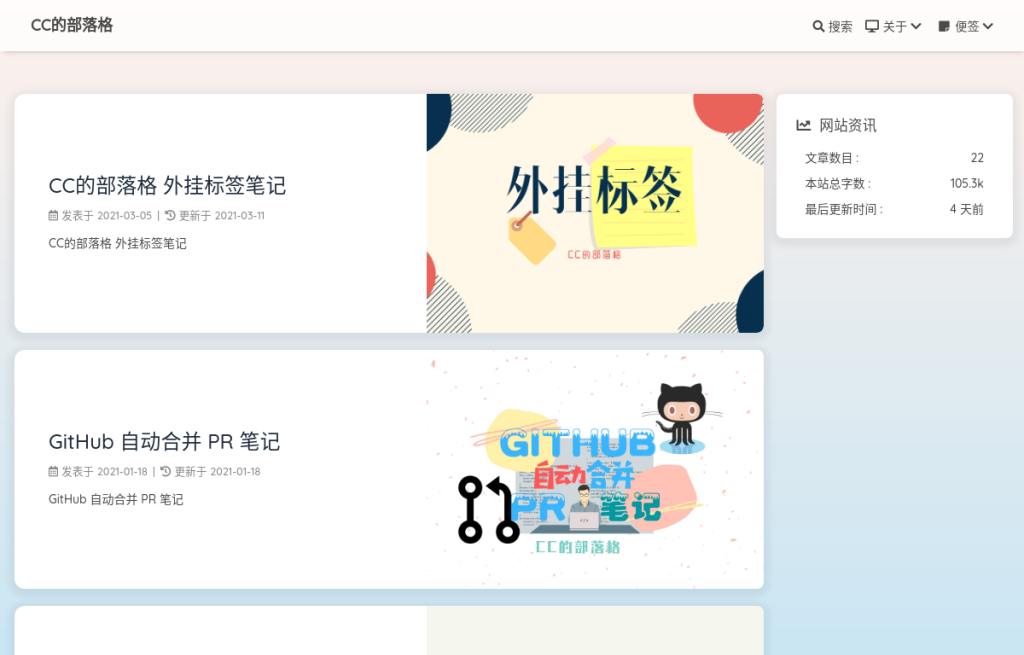 CC的部落格
搜索 关于 便签
CC的部落格 外挂标签笔记
发表于 2021-03-05 | 更新于 2021-03-11
CC的部落格 外挂标签笔记
外挂标签
CC的部落格
网站资讯
文章数目 : 22
本站总字数 : 105.3k
最后更新时间 : 4 天前
GitHub 自动合并 PR 笔记
发表于 2021-01-18 | 更新于 2021-01-18
GitHub 自动合并 PR 笔记
GITHUB
自动合并
PR 笔记
CC的部落格